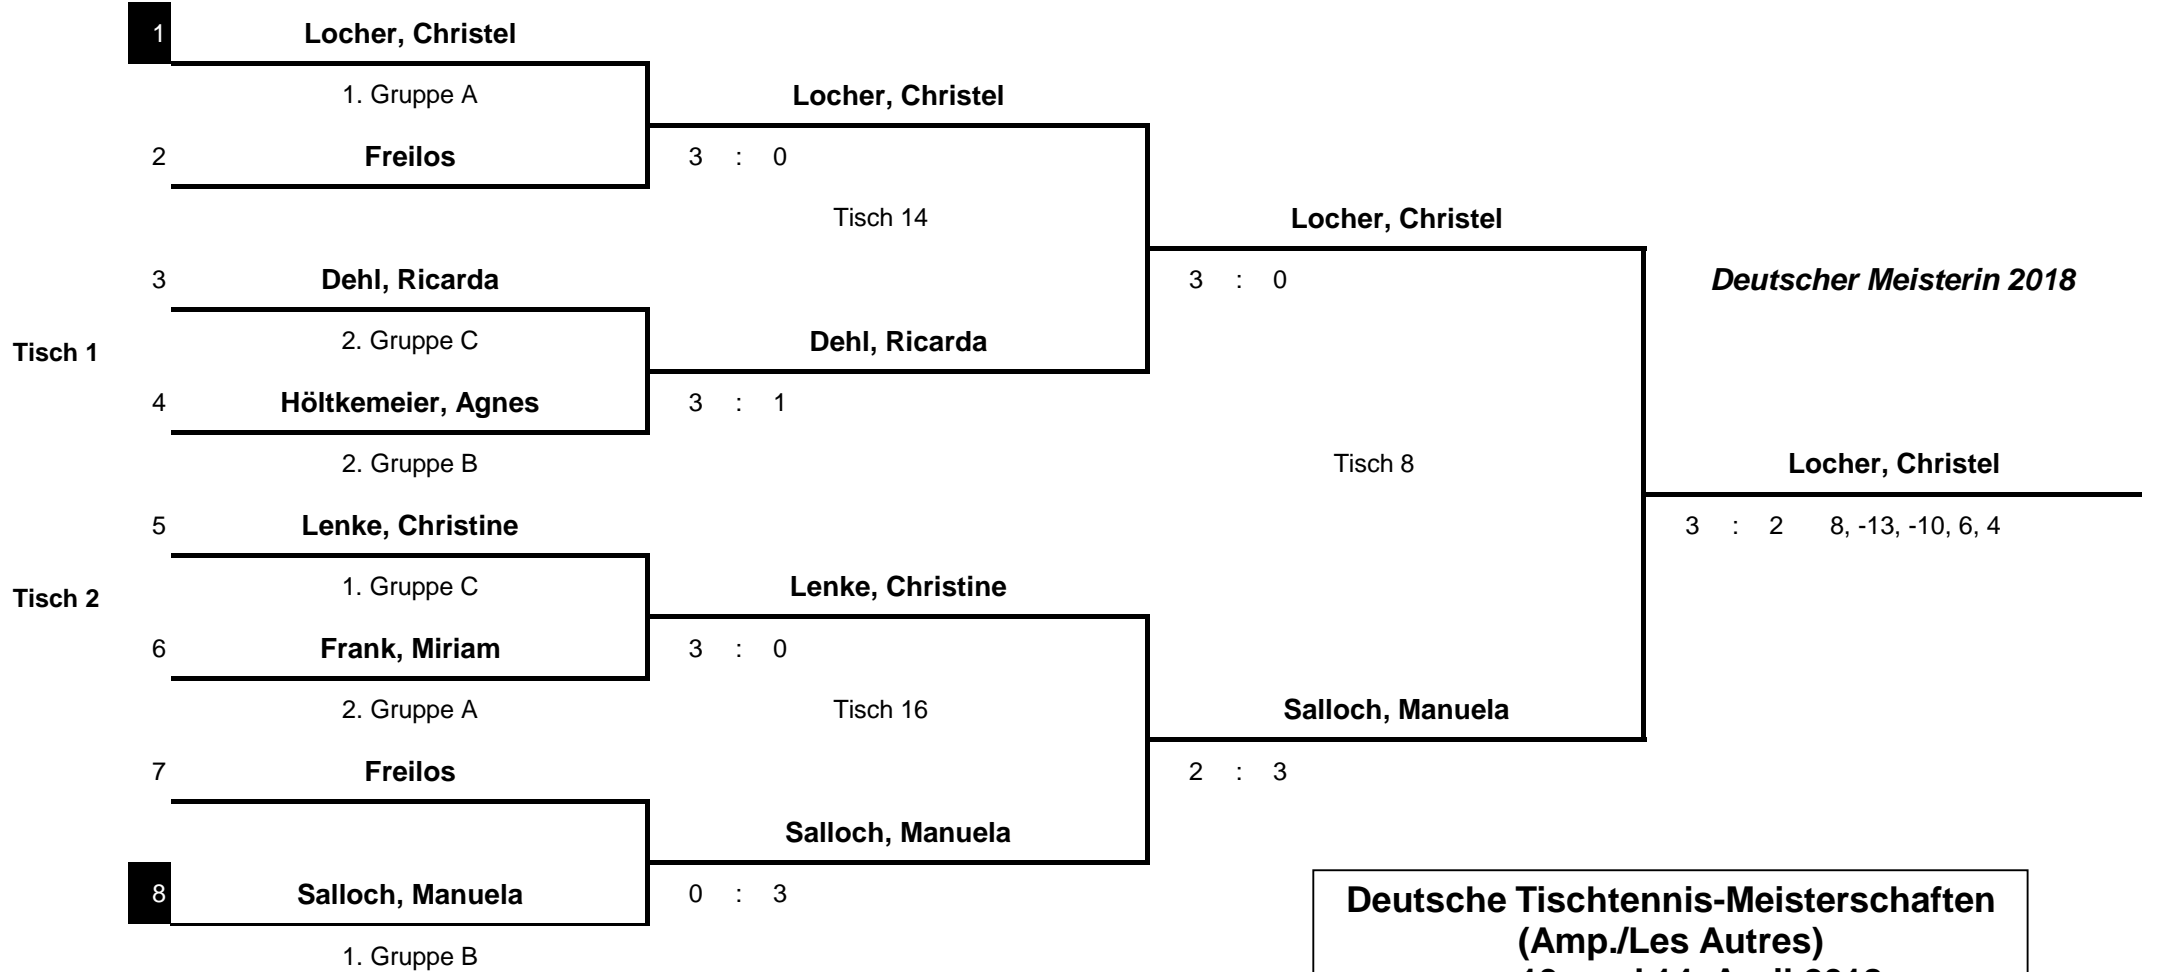 1 Locher, Christel
1. Gruppe A Locher, Christel
2 Freilos 3 : 0
Tisch 14 Locher, Christel
3 Dehl, Ricarda 3 : 0 Deutscher Meisterin 2018
Tisch 1 2. Gruppe C Dehl, Ricarda
4 Höltkemeier, Agnes 3 : 1
2. Gruppe B Tisch 8 Locher, Christel
5 Lenke, Christine 3 : 2 8, -13, -10, 6, 4
Tisch 2 1. Gruppe C Lenke, Christine
6 Frank, Miriam 3 : 0
2. Gruppe A Tisch 16 Salloch, Manuela
7 Freilos 2 : 3
Salloch, Manuela
8 Salloch, Manuela 0 : 3
1. Gruppe B
Deutsche Tischtennis-Meisterschaften
(Amp./Les Autres)
April 2018